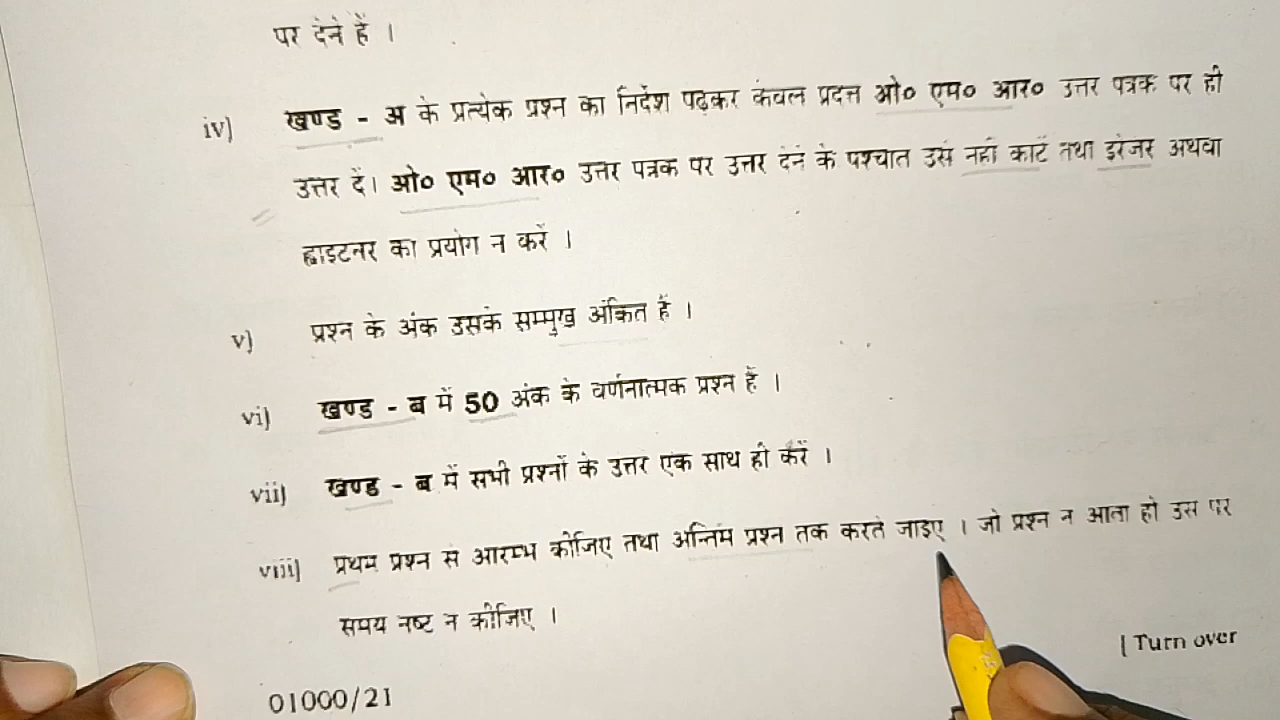 पर देने हैं ।
iv) खण्ड - अ के प्रत्येक प्रश्न का निर्देश पढ़कर केवल प्रदत्त ओ० एम० आर० उत्तर पत्रक पर ही
उत्तर दें। ओ० एम० आर० उत्तर पत्रक पर उत्तर देने के पश्चात उसे नहीं काटें तथा इरेजर अथवा
ह्वाइटनर का प्रयोग न करें ।
v) प्रश्न के अंक उसके सम्मुख अंकित हैं ।
vi) खण्ड - ब में 50 अंक के वर्णनात्मक प्रश्न हैं ।
vii) खण्ड - ब में सभी प्रश्नों के उत्तर एक साथ ही करें ।
viii) प्रथम प्रश्न से आरम्भ कीजिए तथा अन्तिम प्रश्न तक करते जाइए । जो प्रश्न न आता हो उस पर
समय नष्ट न कीजिए ।
[ Turn over
01000/21